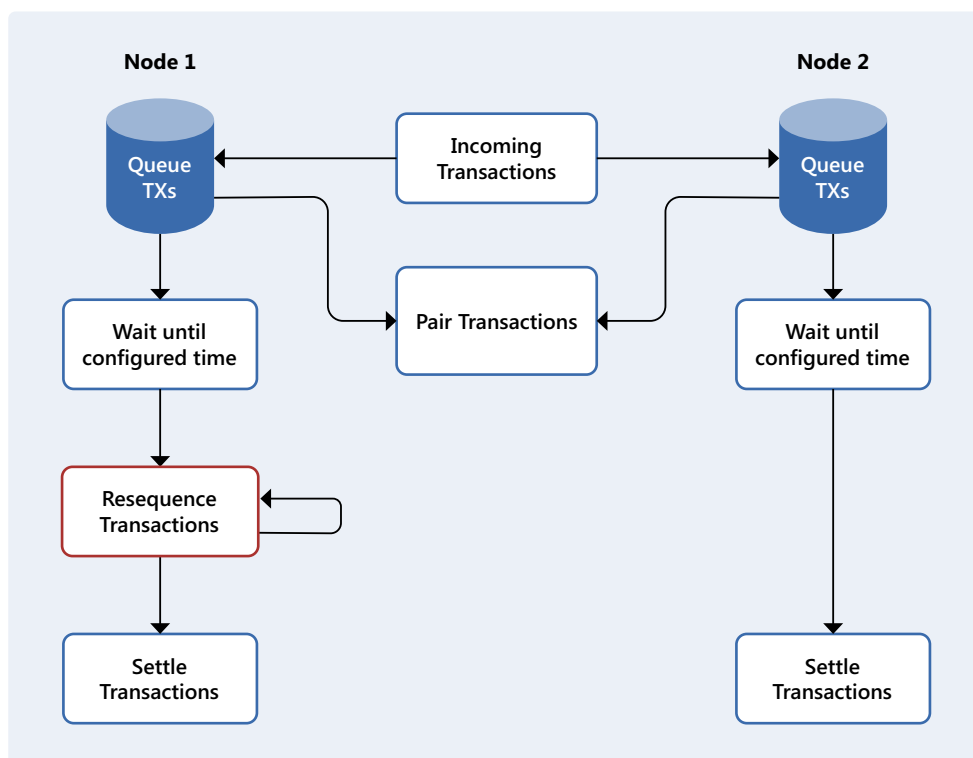 Node 1
Node 2
Queue
TXs
Incoming
Transactions
Queue
TXs
Wait until
configured time
Pair Transactions
Wait until
configured time
Resequence
Transactions
Settle
Transactions
Settle
Transactions